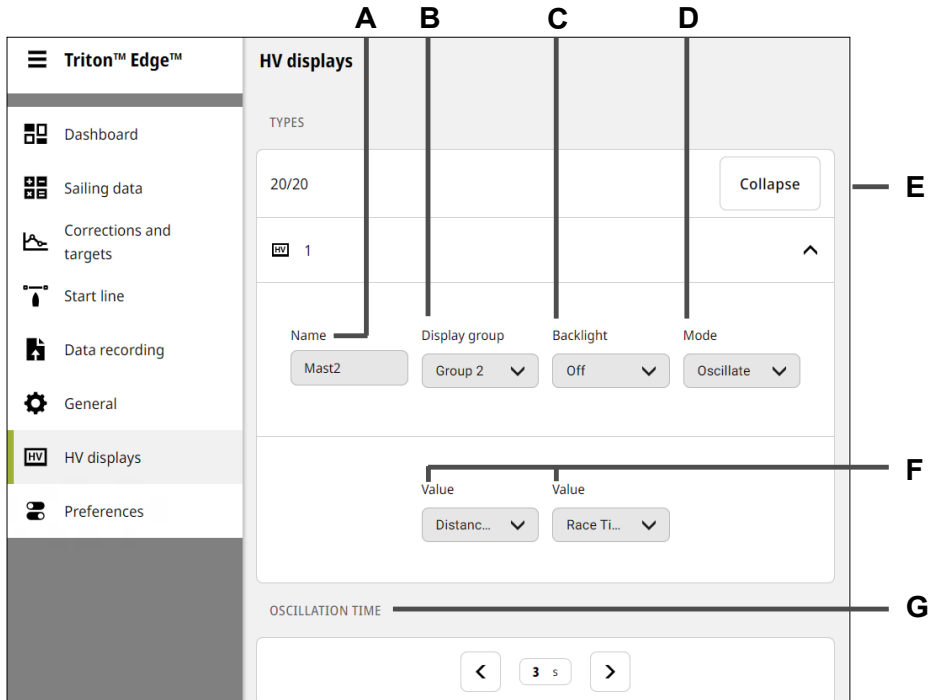 A B C D
Triton™ Edge™
HV displays
TYPES
Dashboard
20/20
Collapse
E
Sailing data
Corrections and
targets
HV 1
Start line
Name
Display group
Backlight
Mode
Data recording
Mast2
Group 2
Off
Oscillate
General
HV HV displays
F
Value
Value
Preferences
Distanc...
Race Ti...
OSCILLATION TIME
G
3 s